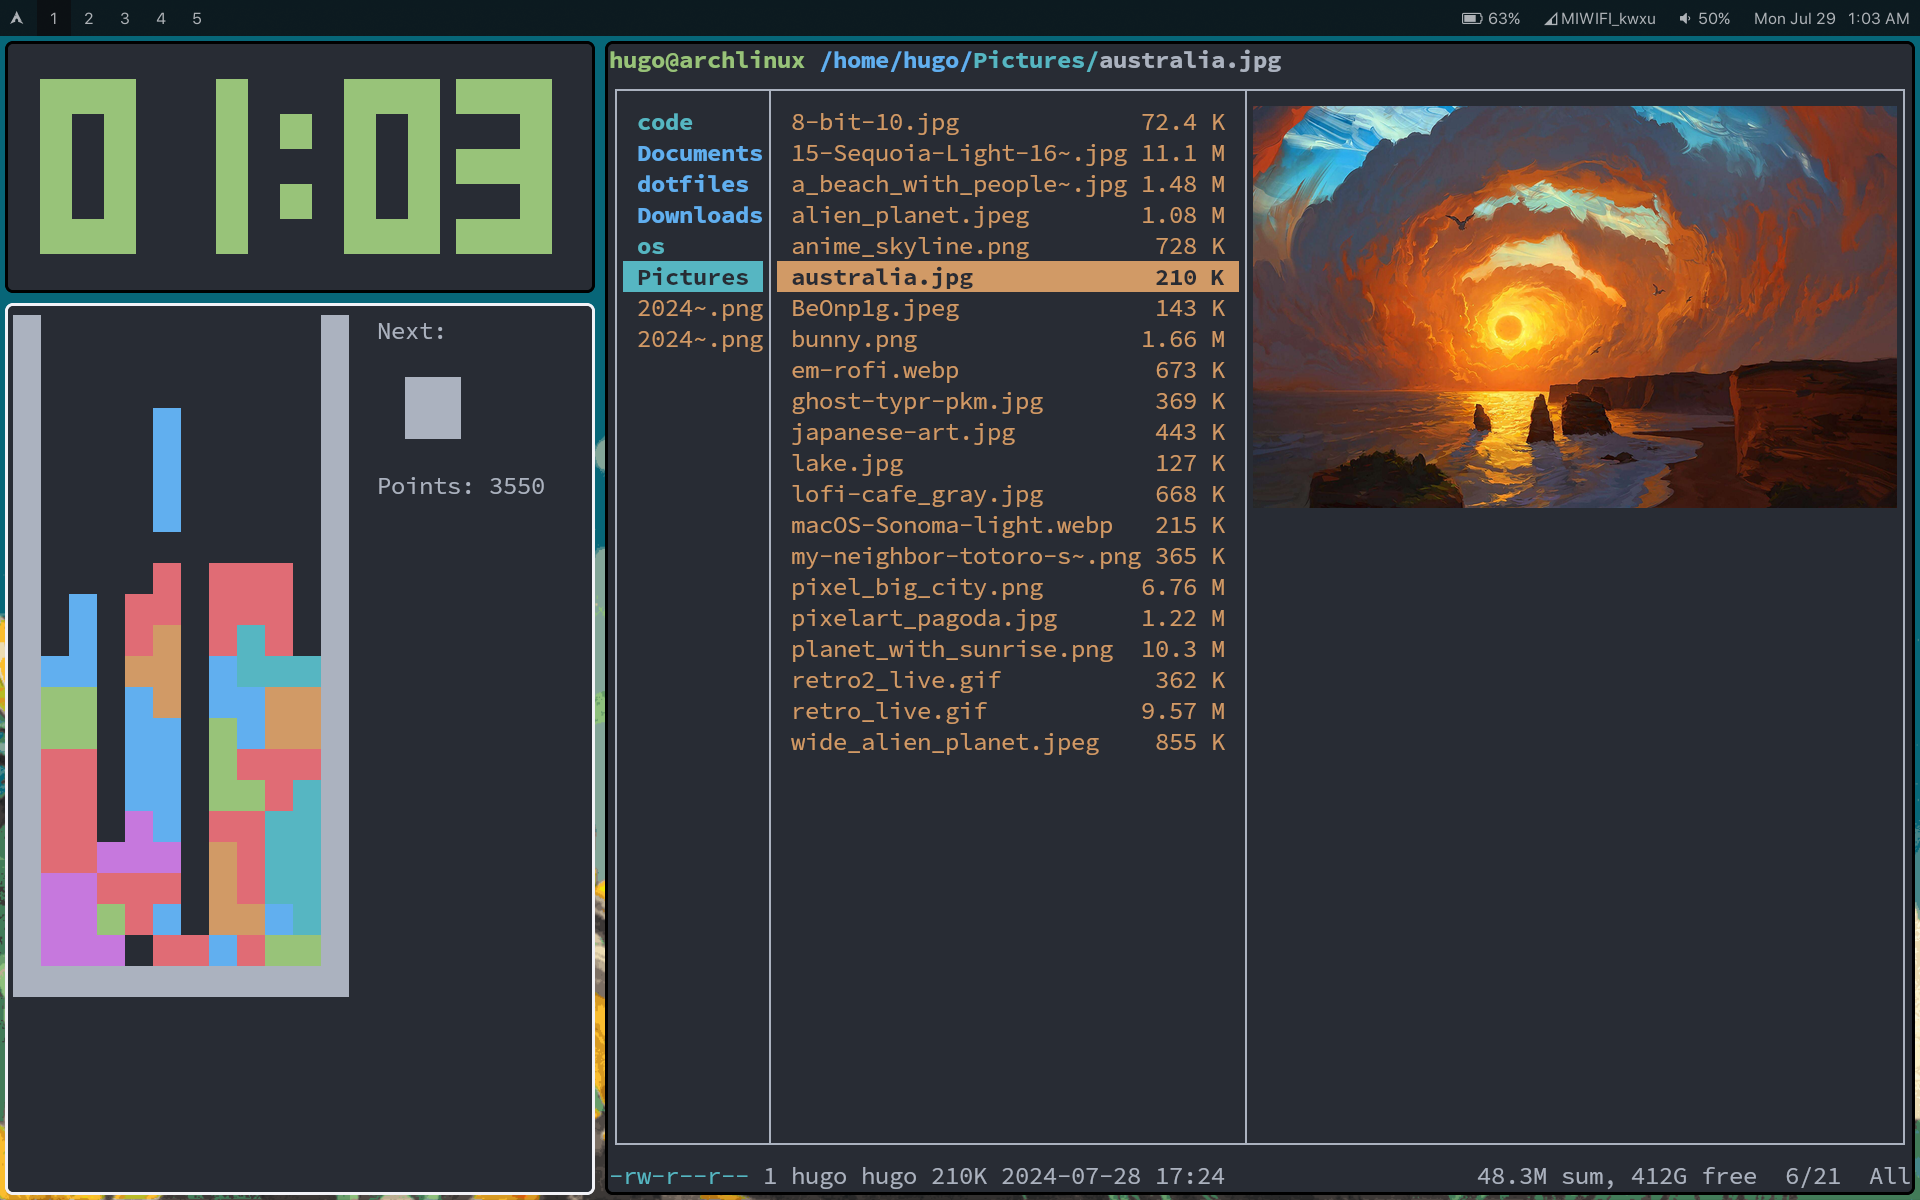 1 2 3 4 5 63% MIWIFI_kwxu 50% Mon Jul 29 1:03 AM
01:03
Next:
Points: 3550
hugo@archlinux /home/hugo/Pictures/australia.jpg
code
Documents
dotfiles
Downloads
os
Pictures
2024~.png
2024~.png
8-bit-10.jpg 72.4 K
15-Sequoia-Light-16~.jpg 11.1 M
a_beach_with_people~.jpg 1.48 M
alien_planet.jpeg 1.08 M
anime_skyline.png 728 K
australia.jpg 210 K
BeOnp1g.jpeg 143 K
bunny.png 1.66 M
em-rofi.webp 673 K
ghost-typr-pkm.jpg 369 K
japanese-art.jpg 443 K
lake.jpg 127 K
lofi-cafe_gray.jpg 668 K
macOS-Sonoma-light.webp 215 K
my-neighbor-totoro-s~.png 365 K
pixel_big_city.png 6.76 M
pixelart_pagoda.jpg 1.22 M
planet_with_sunrise.png 10.3 M
retro2_live.gif 362 K
retro_live.gif 9.57 M
wide_alien_planet.jpeg 855 K
-rw-r--r-- 1 hugo hugo 210K 2024-07-28 17:24 48.3M sum, 412G free 6/21 All